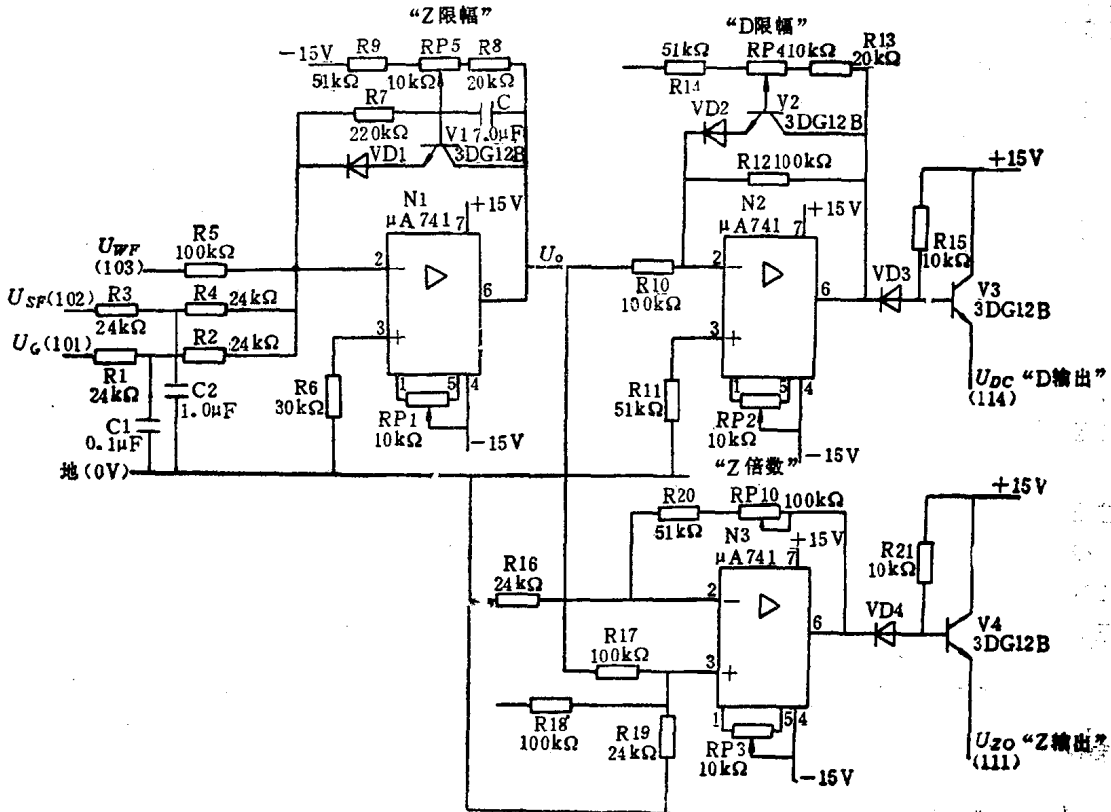 “Z限幅”
−15V
R9
51kΩ
RP5
10kΩ
R8
20kΩ
R7
220kΩ
C
7.0μF
VD1
V1
3DG12B
“D限幅”
51kΩ
R14
RP4
10kΩ
R13
20kΩ
VD2
V2
3DG12B
R12
100kΩ
N1
μA741
+15V
7
2
3
6
1
5
4
−
+
▷
RP1
10kΩ
−15V
U_WF
(103)
R5
100kΩ
U_SF(102)
R3
24kΩ
R4
24kΩ
U_G(101)
R1
24kΩ
R2
24kΩ
C2
1.0μF
C1
0.1μF
R6
30kΩ
地(0V)
U_o
R10
100kΩ
R11
51kΩ
N2
μA741
+15V
7
2
3
6
1
5
4
−
+
▷
RP2
10kΩ
−15V
VD3
R15
10kΩ
+15V
V3
3DG12B
U_DC “D输出”
(114)
“Z倍数”
R20
51kΩ
RP10
100kΩ
R16
24kΩ
R17
100kΩ
R18
100kΩ
R19
24kΩ
N3
μA741
+15V
7
2
3
6
1
5
4
−
+
▷
RP3
10kΩ
−15V
VD4
R21
10kΩ
+15V
V4
3DG12B
U_ZO “Z输出”
(111)